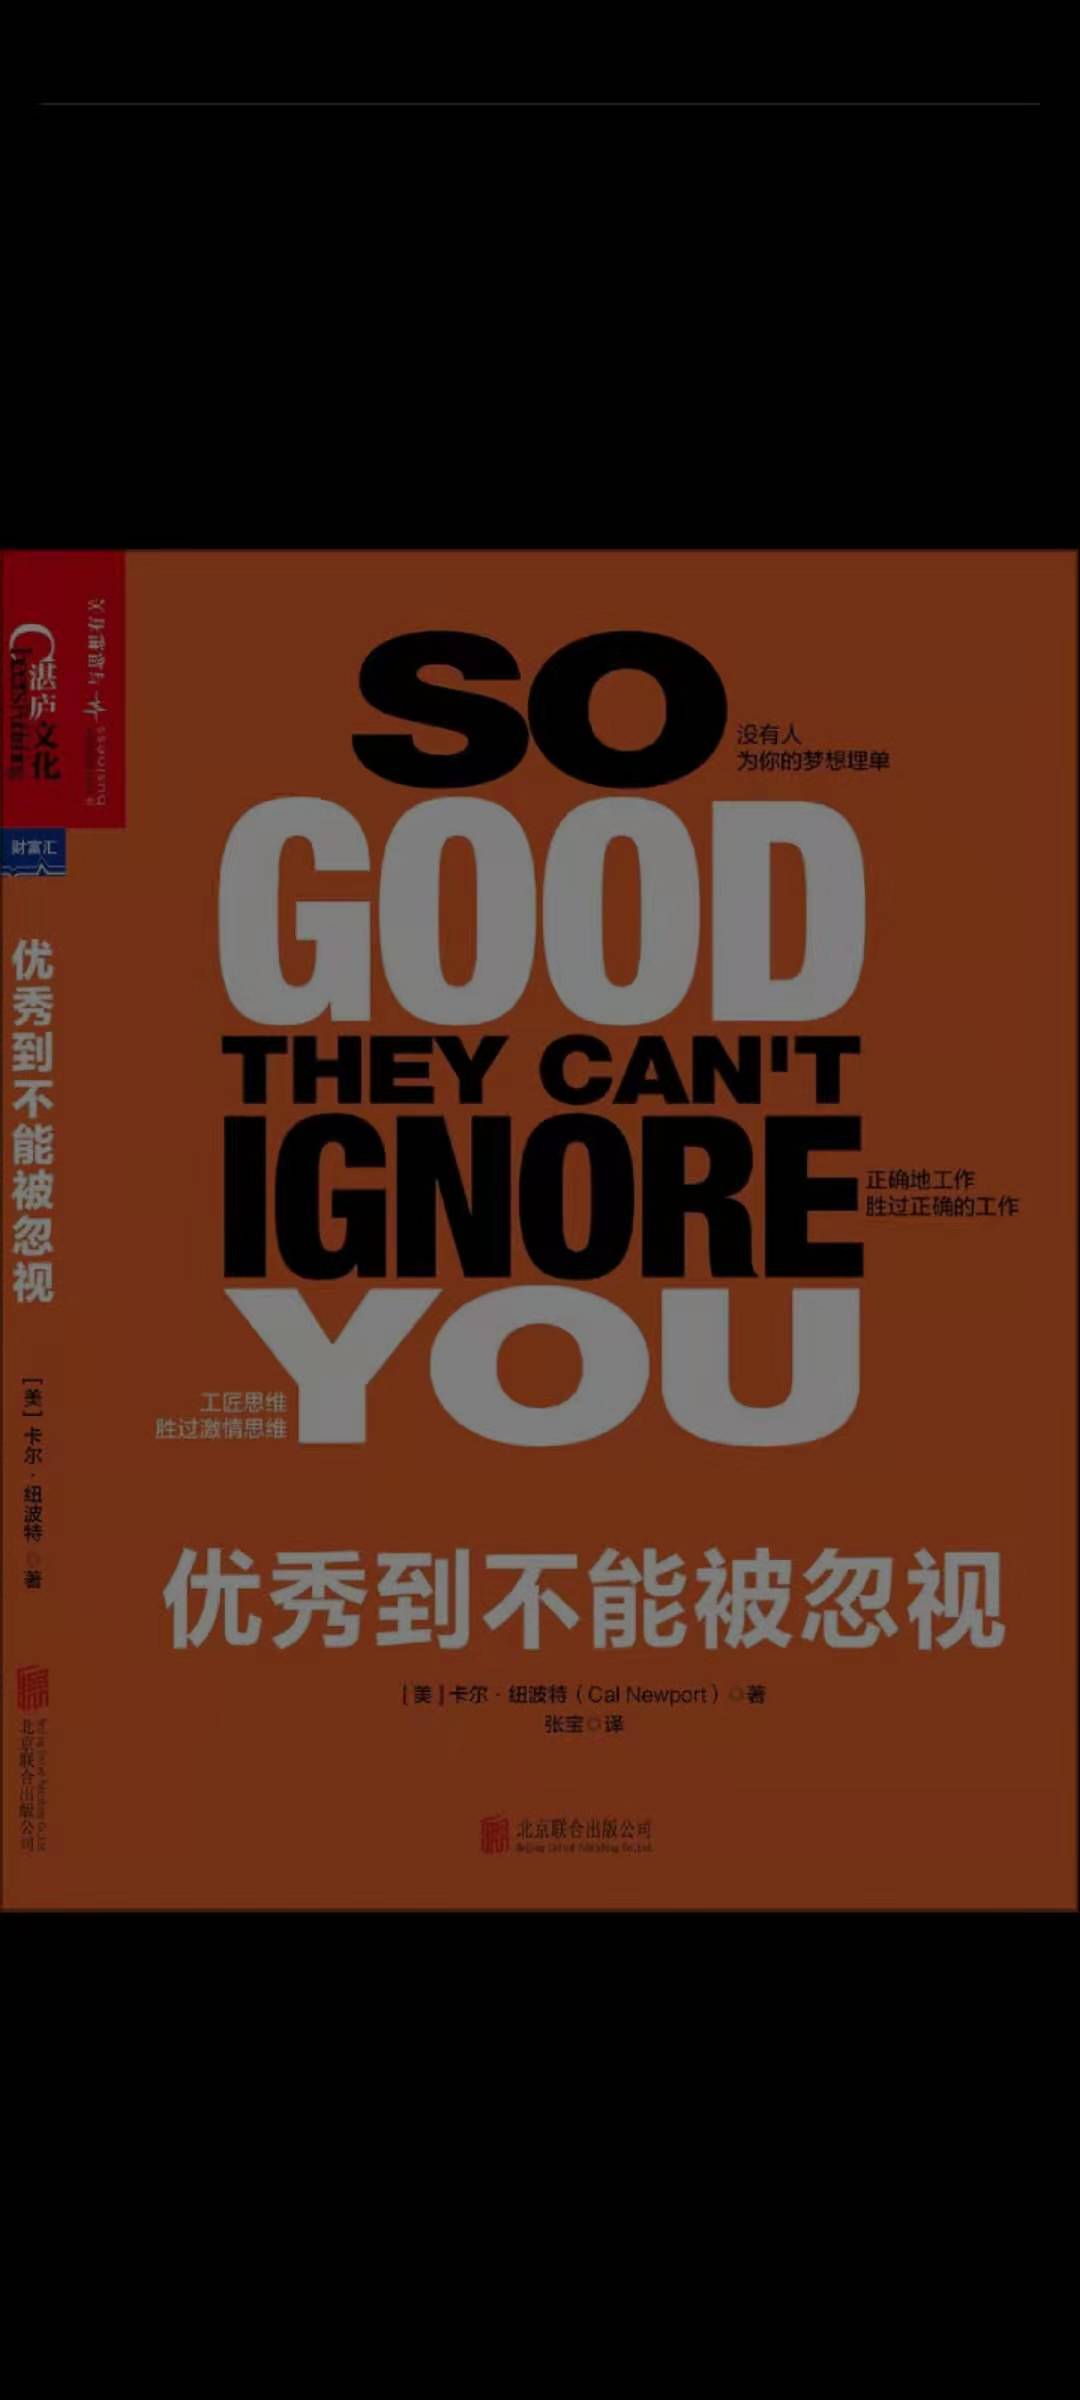 湛庐文化
财富汇
优秀到不能被忽视
[美]卡尔·纽波特◎著
北京联合出版公司
SO
没有人
为你的梦想埋单
GOOD
THEY CAN'T
IGNORE
正确地工作
胜过正确的工作
YOU
工匠思维
胜过激情思维
优秀到不能被忽视
[美]卡尔·纽波特（Cal Newport）◎著
张宝◎译
北京联合出版公司
Beijing United Publishing Co.,Ltd.